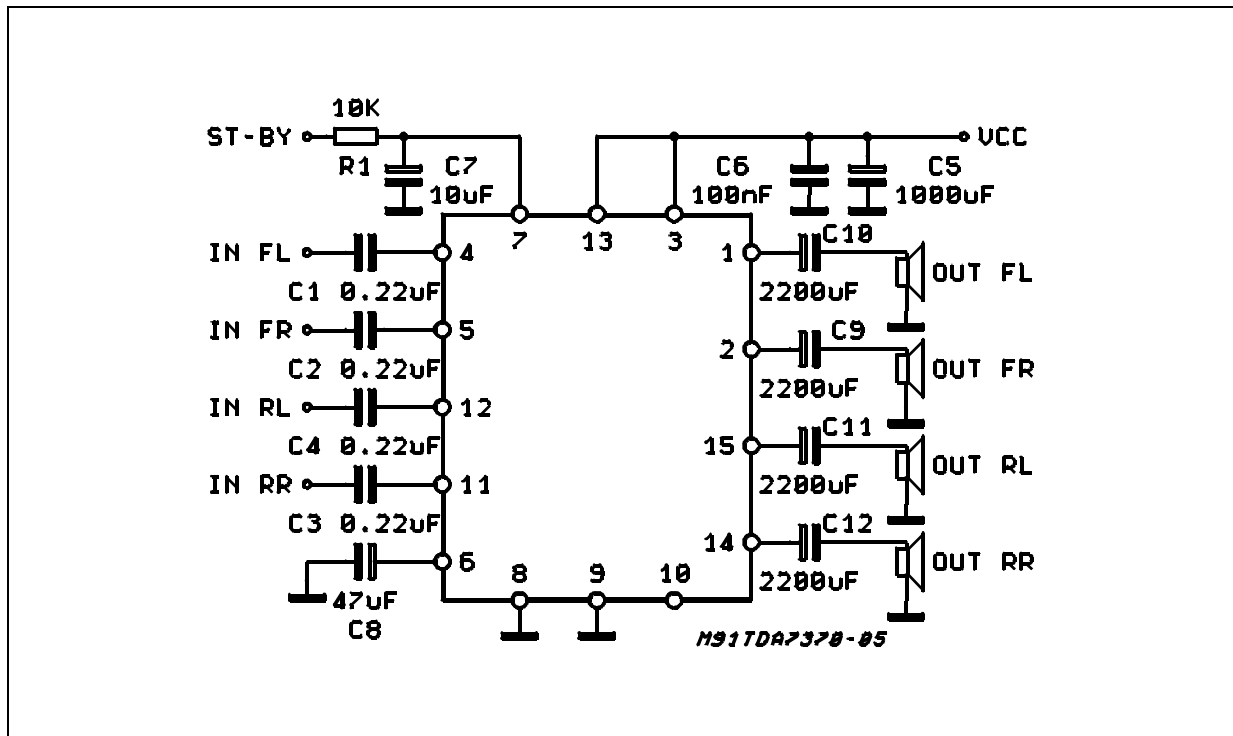 10K
ST-BY
VCC
R1
C7
10uF
C6
100nF
C5
1000uF
7
13
3
IN FL
4
C1 0.22uF
IN FR
5
C2 0.22uF
IN RL
12
C4 0.22uF
IN RR
11
C3 0.22uF
6
47uF
C8
8
9
10
1
C10
2200uF
OUT FL
2
C9
2200uF
OUT FR
15
C11
2200uF
OUT RL
14
C12
2200uF
OUT RR
M91TDA7370-05